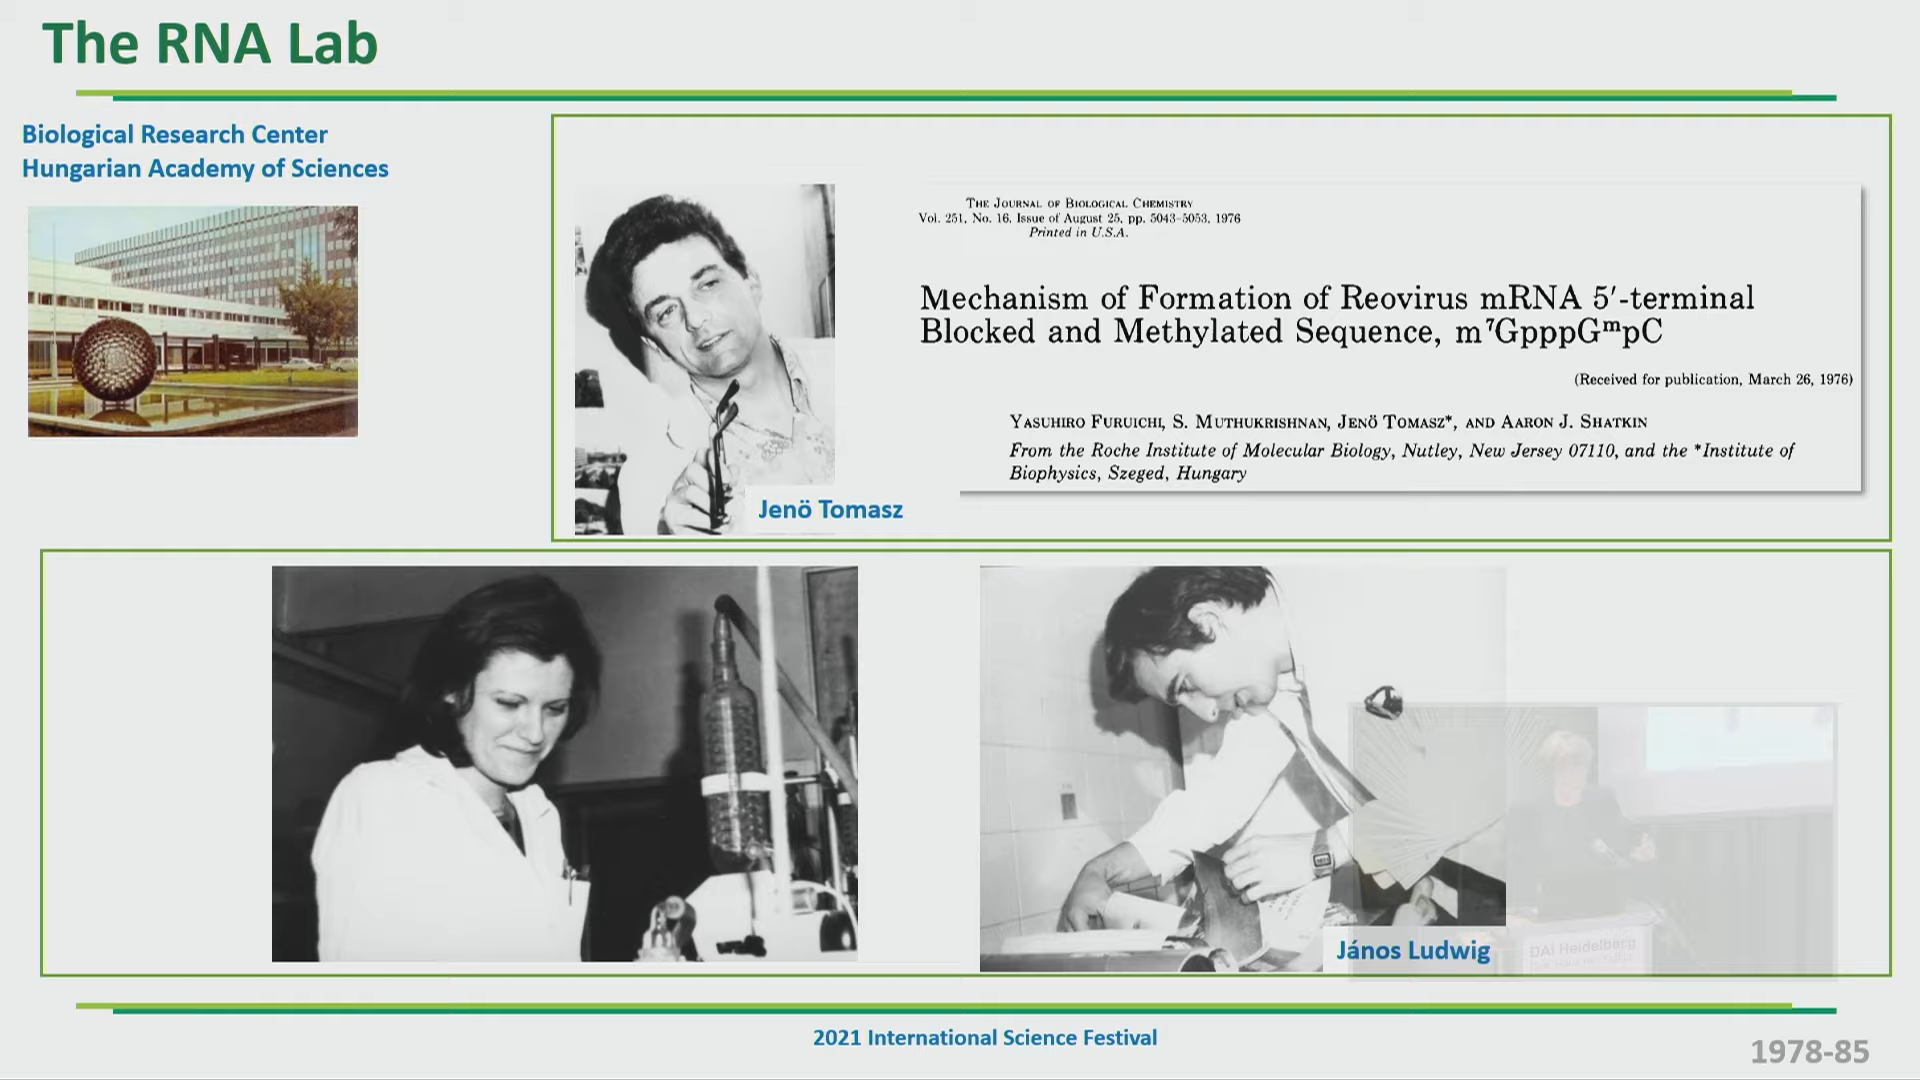 The RNA Lab
Biological Research Center
Hungarian Academy of Sciences
The Journal of Biological Chemistry
Vol. 251, No. 16, Issue of August 25, pp. 5043-5053, 1976
Printed in U.S.A.
Mechanism of Formation of Reovirus mRNA 5′-terminal
Blocked and Methylated Sequence, m⁷GpppGᵐpC
(Received for publication, March 26, 1976)
Yasuhiro Furuichi, S. Muthukrishnan, Jenö Tomasz*, and Aaron J. Shatkin
From the Roche Institute of Molecular Biology, Nutley, New Jersey 07110, and the *Institute of
Biophysics, Szeged, Hungary
Jenö Tomasz
János Ludwig
DAI Heidelberg
2021 International Science Festival
1978-85